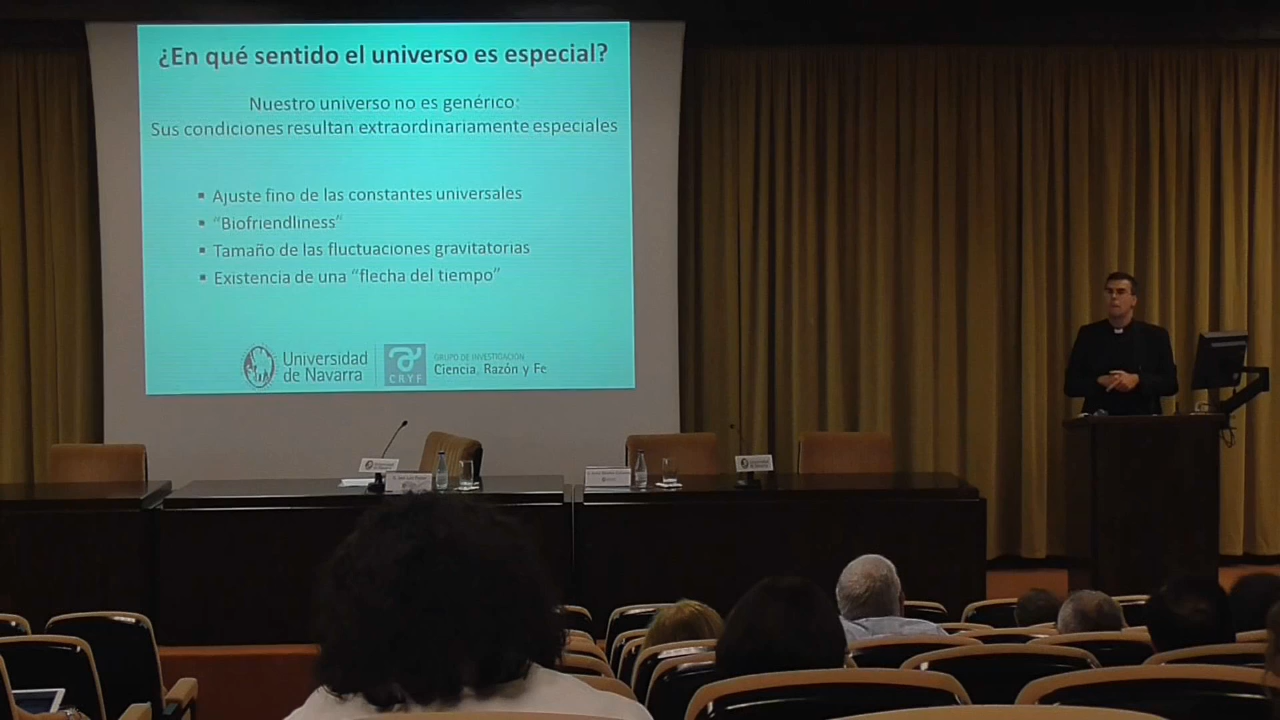 ¿En qué sentido el universo es especial?
Nuestro universo no es genérico:
Sus condiciones resultan extraordinariamente especiales
▪ Ajuste fino de las constantes universales
▪ “Biofriendliness”
▪ Tamaño de las fluctuaciones gravitatorias
▪ Existencia de una “flecha del tiempo”
Universidad
de Navarra
CRYF
GRUPO DE INVESTIGACIÓN
Ciencia, Razón y Fe